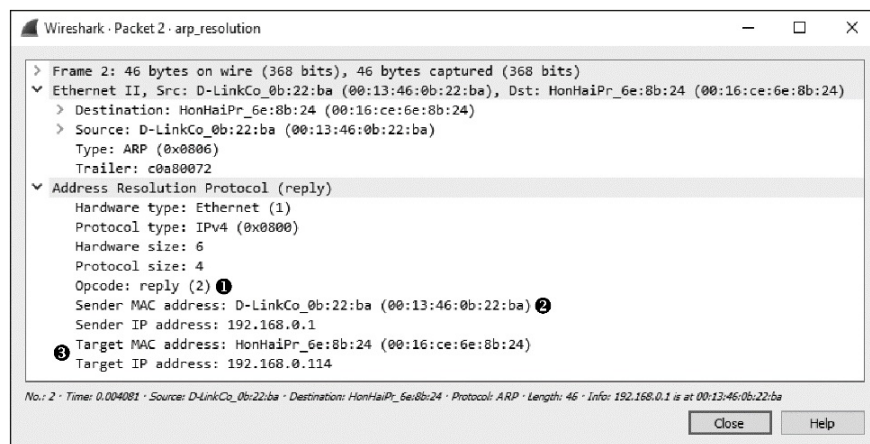 Wireshark · Packet 2 · arp_resolution
> Frame 2: 46 bytes on wire (368 bits), 46 bytes captured (368 bits)
Ethernet II, Src: D-LinkCo_0b:22:ba (00:13:46:0b:22:ba), Dst: HonHaiPr_6e:8b:24 (00:16:ce:6e:8b:24)
> Destination: HonHaiPr_6e:8b:24 (00:16:ce:6e:8b:24)
> Source: D-LinkCo_0b:22:ba (00:13:46:0b:22:ba)
Type: ARP (0x0806)
Trailer: c0a80072
Address Resolution Protocol (reply)
Hardware type: Ethernet (1)
Protocol type: IPv4 (0x0800)
Hardware size: 6
Protocol size: 4
Opcode: reply (2) ❶
Sender MAC address: D-LinkCo_0b:22:ba (00:13:46:0b:22:ba) ❷
Sender IP address: 192.168.0.1
❸ Target MAC address: HonHaiPr_6e:8b:24 (00:16:ce:6e:8b:24)
Target IP address: 192.168.0.114
No.: 2 · Time: 0.004081 · Source: D-LinkCo_0b:22:ba · Destination: HonHaiPr_6e:8b:24 · Protocol: ARP · Length: 46 · Info: 192.168.0.1 is at 00:13:46:0b:22:ba
Close Help